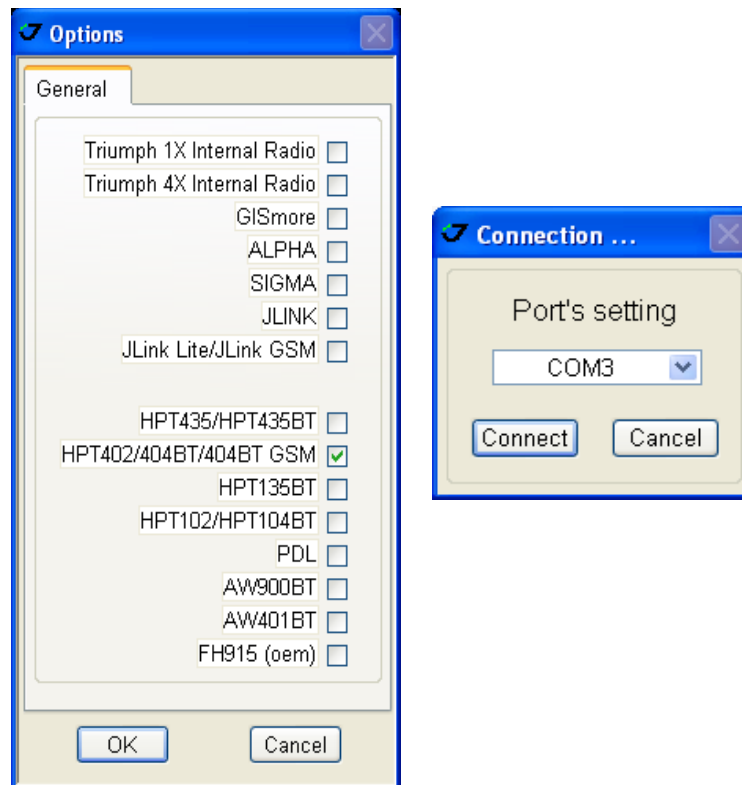 Options
General
Triumph 1X Internal Radio
Triumph 4X Internal Radio
GISmore
ALPHA
SIGMA
JLINK
JLink Lite/JLink GSM
HPT435/HPT435BT
HPT402/404BT/404BT GSM
HPT135BT
HPT102/HPT104BT
PDL
AW900BT
AW401BT
FH915 (oem)
OK Cancel
Connection ...
Port's setting
COM3
Connect Cancel